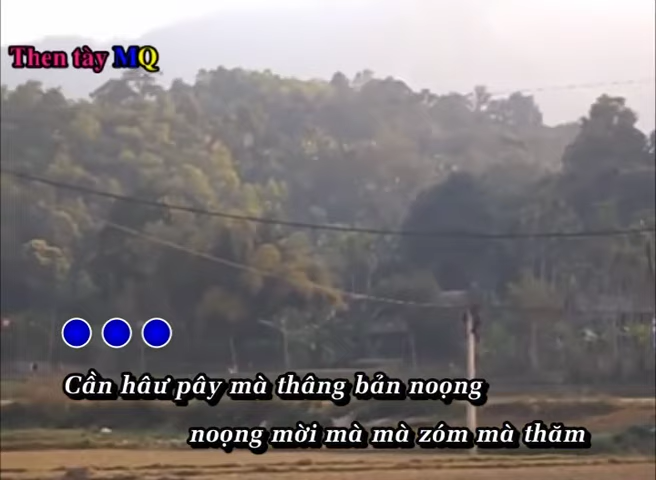 Then tày MQ
Cần hâư pây mà thâng bản noọng
noọng mời mà mà zóm mà thăm